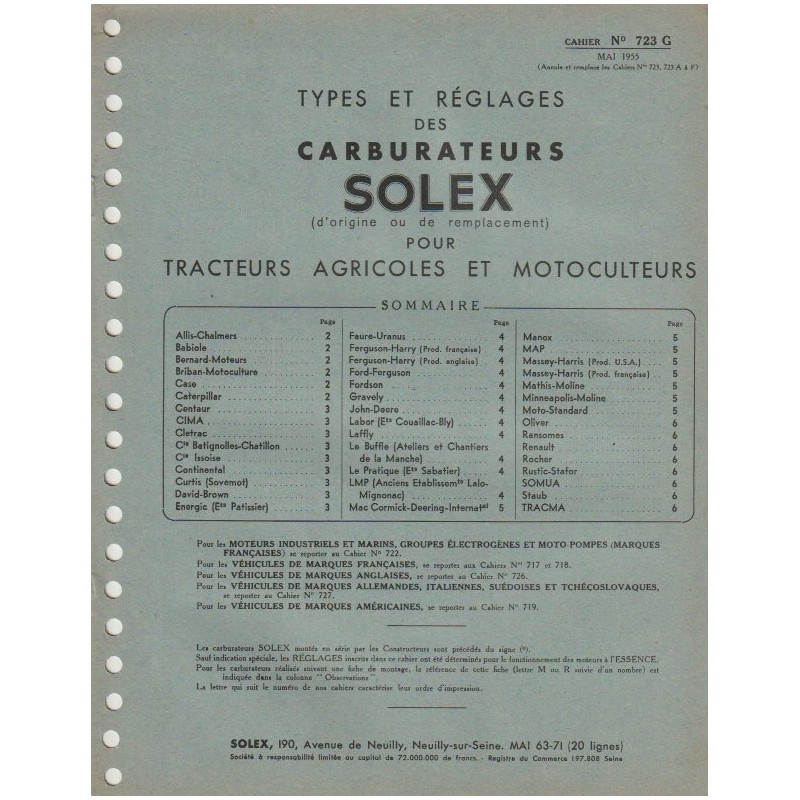 CAHIER Nº 723 G
MAI 1955
(Annule et remplace les Cahiers Nos 723, 723 A à F)
TYPES ET RÉGLAGES
DES
CARBURATEURS
SOLEX
(d'origine ou de remplacement)
POUR
TRACTEURS AGRICOLES ET MOTOCULTEURS
SOMMAIRE
Page
Allis-Chalmers 2
Babiole 2
Bernard-Moteurs 2
Briban-Motoculture 2
Case 2
Caterpillar 2
Centaur 3
CIMA 3
Cletrac 3
Cie Batignolles-Chatillon 3
Cie Issoise 3
Continental 3
Curtis (Sovemot) 3
David-Brown 3
Energic (Ets Patissier) 3
Page
Faure-Uranus 4
Ferguson-Harry (Prod. française) 4
Ferguson-Harry (Prod. anglaise) 4
Ford-Ferguson 4
Fordson 4
Gravely 4
John-Deere 4
Labor (Ets Couaillac-Bly) 4
Laffly 4
Le Buffle (Ateliers et Chantiers
de la Manche) 4
Le Pratique (Ets Sabatier) 4
LMP (Anciens Etablissemts Lalo-
Mignonac) 4
Mac Cormick-Deering-Internatal 5
Page
Manox 5
MAP 5
Massey-Harris (Prod. U.S.A.) 5
Massey-Harris (Prod. française) 5
Mathis-Moline 5
Minneapolis-Moline 5
Moto-Standard 5
Oliver 6
Ransomes 6
Renault 6
Rocher 6
Rustic-Stafor 6
SOMUA 6
Staub 6
TRACMA 6
Pour les MOTEURS INDUSTRIELS ET MARINS, GROUPES ÉLECTROGÈNES ET MOTO-POMPES (MARQUES
FRANÇAISES) se reporter au Cahier Nº 722.
Pour les VÉHICULES DE MARQUES FRANÇAISES, se reporter aux Cahiers Nos 717 et 718.
Pour les VÉHICULES DE MARQUES ANGLAISES, se reporter au Cahier Nº 726.
Pour les VÉHICULES DE MARQUES ALLEMANDES, ITALIENNES, SUÉDOISES ET TCHÉCOSLOVAQUES,
se reporter au Cahier Nº 727.
Pour les VÉHICULES DE MARQUES AMÉRICAINES, se reporter au Cahier Nº 719.
Les carburateurs SOLEX montés en série par les Constructeurs sont précédés du signe (*).
Sauf indication spéciale, les RÉGLAGES inscrits dans ce cahier ont été déterminés pour le fonctionnement des moteurs à l'ESSENCE.
Pour les carburateurs réalisés suivant une fiche de montage, la référence de cette fiche (lettre M ou R suivie d'un nombre) est
indiquée dans la colonne "Observations".
La lettre qui suit le numéro de nos cahiers caractérise leur ordre d'impression.
SOLEX, 190, Avenue de Neuilly, Neuilly-sur-Seine. MAI 63-71 (20 lignes)
Société à responsabilité limitée au capital de 72.000.000 de francs. - Registre du Commerce 197.808 Seine